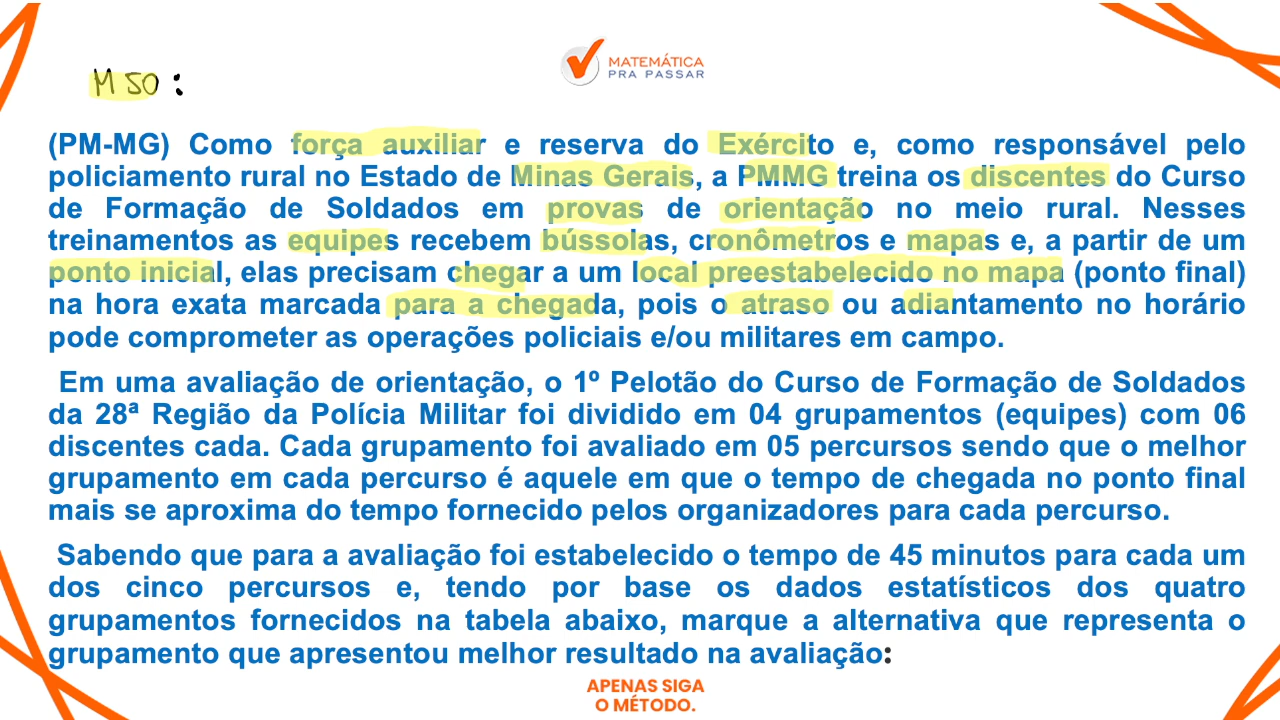 MATEMÁTICA
PRA PASSAR
M50:
(PM-MG) Como força auxiliar e reserva do Exército e, como responsável pelo
policiamento rural no Estado de Minas Gerais, a PMMG treina os discentes do Curso
de Formação de Soldados em provas de orientação no meio rural. Nesses
treinamentos as equipes recebem bússolas, cronômetros e mapas e, a partir de um
ponto inicial, elas precisam chegar a um local preestabelecido no mapa (ponto final)
na hora exata marcada para a chegada, pois o atraso ou adiantamento no horário
pode comprometer as operações policiais e/ou militares em campo.
Em uma avaliação de orientação, o 1º Pelotão do Curso de Formação de Soldados
da 28ª Região da Polícia Militar foi dividido em 04 grupamentos (equipes) com 06
discentes cada. Cada grupamento foi avaliado em 05 percursos sendo que o melhor
grupamento em cada percurso é aquele em que o tempo de chegada no ponto final
mais se aproxima do tempo fornecido pelos organizadores para cada percurso.
Sabendo que para a avaliação foi estabelecido o tempo de 45 minutos para cada um
dos cinco percursos e, tendo por base os dados estatísticos dos quatro
grupamentos fornecidos na tabela abaixo, marque a alternativa que representa o
grupamento que apresentou melhor resultado na avaliação:
APENAS SIGA
O MÉTODO.